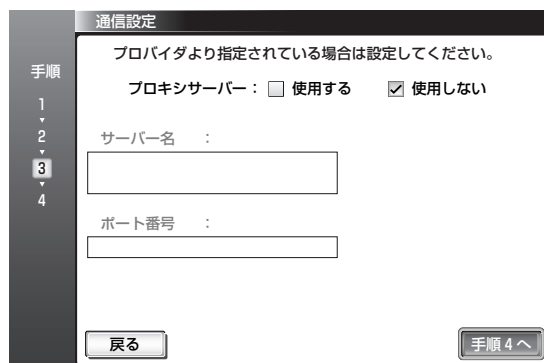 通信設定
プロバイダより指定されている場合は設定してください。
手順
1
2
3
4
プロキシサーバー： 使用する 使用しない
サーバー名 ：
ポート番号 ：
戻る
手順 4 へ